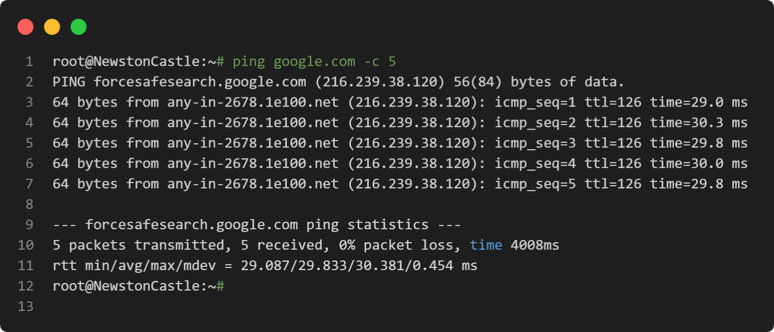 1 root@NewstonCastle:~# ping google.com -c 5
2 PING forcesafesearch.google.com (216.239.38.120) 56(84) bytes of data.
3 64 bytes from any-in-2678.1e100.net (216.239.38.120): icmp_seq=1 ttl=126 time=29.0 ms
4 64 bytes from any-in-2678.1e100.net (216.239.38.120): icmp_seq=2 ttl=126 time=30.3 ms
5 64 bytes from any-in-2678.1e100.net (216.239.38.120): icmp_seq=3 ttl=126 time=29.8 ms
6 64 bytes from any-in-2678.1e100.net (216.239.38.120): icmp_seq=4 ttl=126 time=30.0 ms
7 64 bytes from any-in-2678.1e100.net (216.239.38.120): icmp_seq=5 ttl=126 time=29.8 ms
8
9 --- forcesafesearch.google.com ping statistics ---
10 5 packets transmitted, 5 received, 0% packet loss, time 4008ms
11 rtt min/avg/max/mdev = 29.087/29.833/30.381/0.454 ms
12 root@NewstonCastle:~#
13